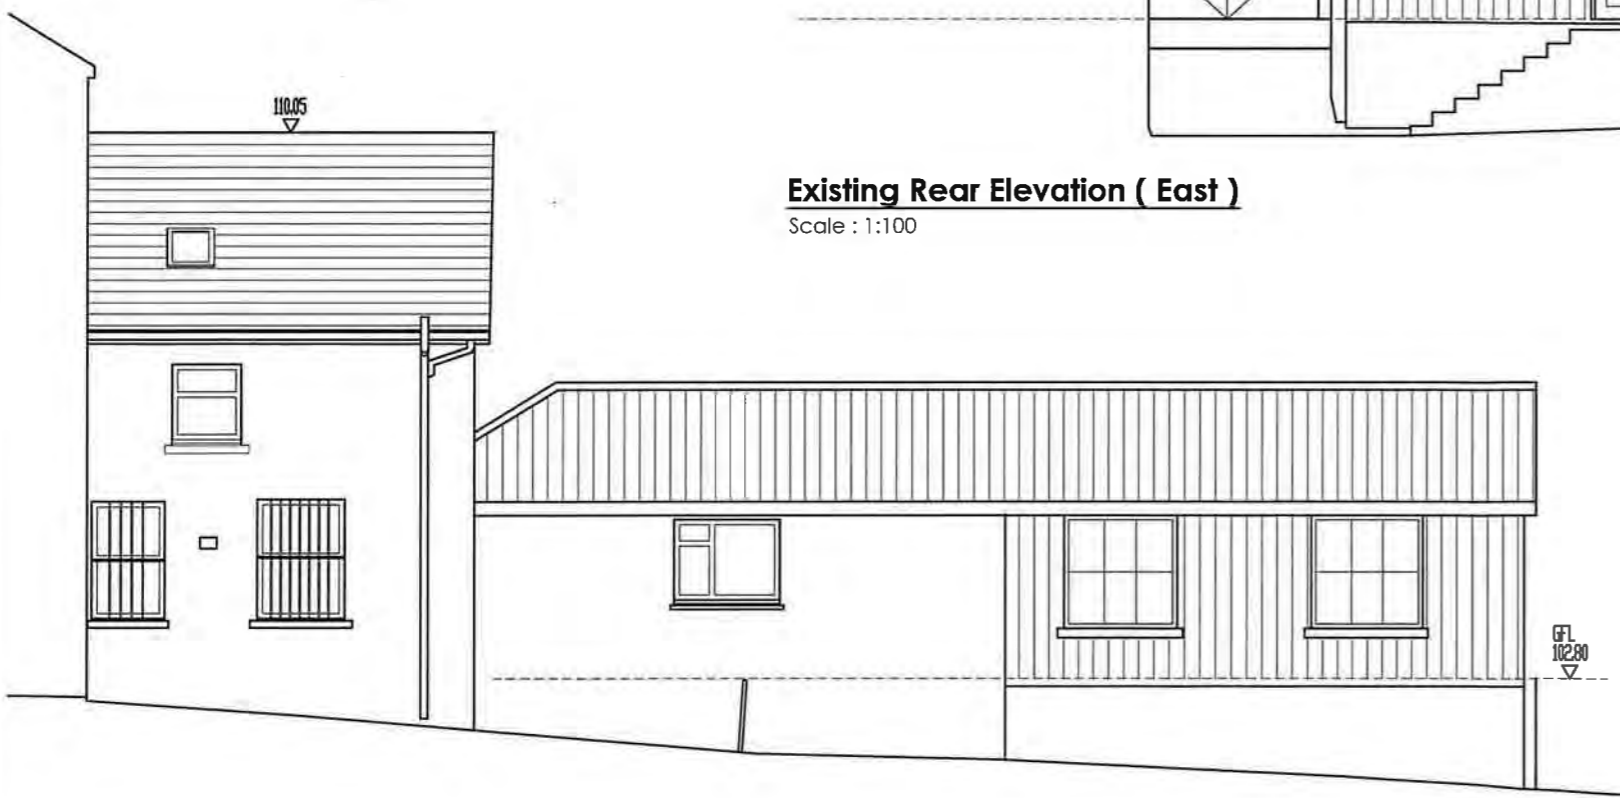 110.05
Existing Rear Elevation ( East )
Scale : 1:100
GFL
102.80